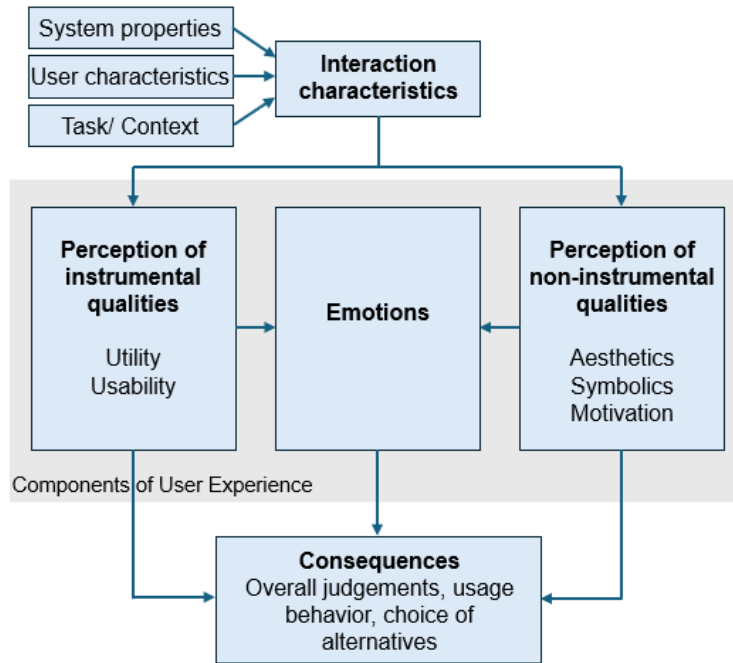 System properties
User characteristics
Task/ Context
Interaction
characteristics
Perception of
instrumental
qualities
Utility
Usability
Emotions
Perception of
non-instrumental
qualities
Aesthetics
Symbolics
Motivation
Components of User Experience
Consequences
Overall judgements, usage
behavior, choice of
alternatives